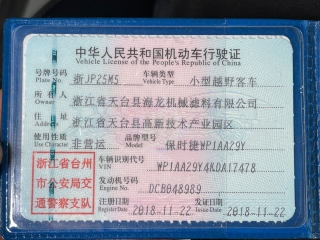 中华人民共和国机动车行驶证
Vehicle License of the People's Republic of China
号牌号码 Plate No. 浙JP25M5 车辆类型 Vehicle Type 小型越野客车
所有人 Owner 浙江省天台县海龙机械滤料有限公司
住址 Address 浙江省天台县高新技术产业园区
使用性质 Use Character 非营运 品牌型号 Model 保时捷WP1AA29Y
浙江省台州市公安局交通警察支队
车辆识别代号 VIN WP1AA29Y4KDA17478
发动机号码 Engine No. DCB048989
注册日期 Register Date 2018-11-22 发证日期 Issue Date 2018-11-22